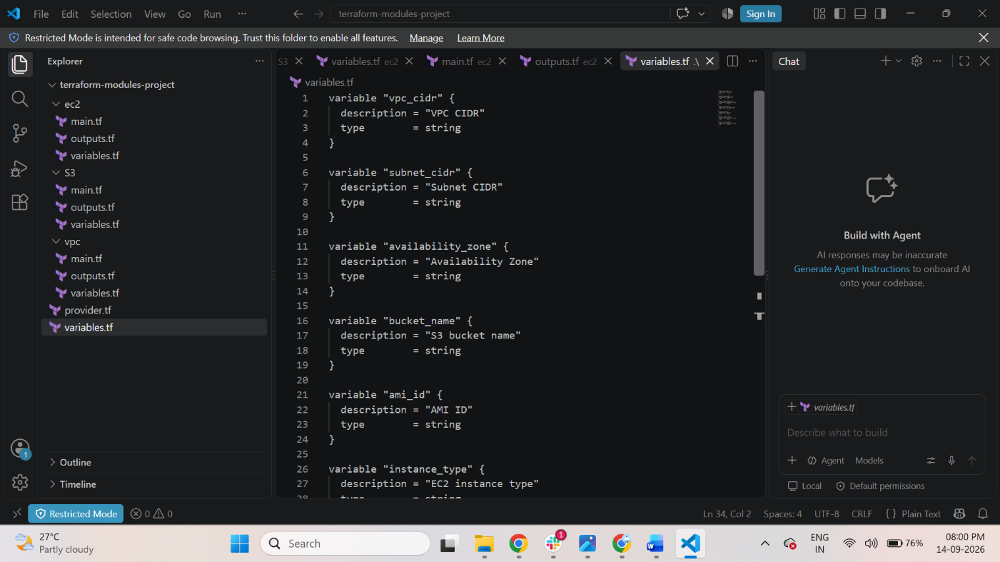 File Edit Selection View Go Run ··· terraform-modules-project Sign In
Restricted Mode is intended for safe code browsing. Trust this folder to enable all features. Manage Learn More
Explorer
terraform-modules-project
ec2
main.tf
outputs.tf
variables.tf
S3
main.tf
outputs.tf
variables.tf
vpc
main.tf
outputs.tf
variables.tf
provider.tf
variables.tf
Outline
Timeline
S3 variables.tf ec2 main.tf ec2 outputs.tf ec2 variables.tf .\
variables.tf
1 variable "vpc_cidr" {
2 description = "VPC CIDR"
3 type = string
4 }
5
6 variable "subnet_cidr" {
7 description = "Subnet CIDR"
8 type = string
9 }
10
11 variable "availability_zone" {
12 description = "Availability Zone"
13 type = string
14 }
15
16 variable "bucket_name" {
17 description = "S3 bucket name"
18 type = string
19 }
20
21 variable "ami_id" {
22 description = "AMI ID"
23 type = string
24 }
25
26 variable "instance_type" {
27 description = "EC2 instance type"
28 type = string
Chat
Build with Agent
AI responses may be inaccurate
Generate Agent Instructions to onboard AI
onto your codebase.
variables.tf
Describe what to build
Agent Models
Local Default permissions
1
Restricted Mode 0 0 Ln 34, Col 2 Spaces: 4 UTF-8 CRLF { } Plain Text
27°C
Partly cloudy
Search
1
ENG
IN
76%
08:00 PM
14-09-2026